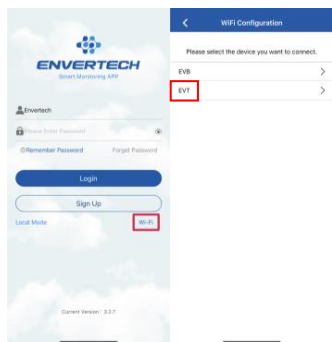 ENVERTECH
Smart Monitoring APP
Envertech
Please Enter Password
Remember Password Forget Password
Login
Sign Up
Local Mode Wi-Fi
Current Version: 3.3.7
WiFi Configuration
Please select the device you want to connect.
EVB
EVT